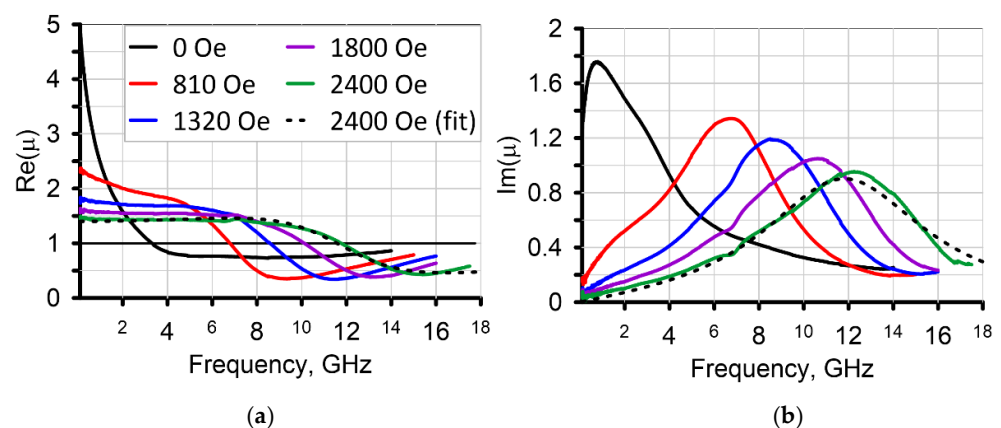 5
4
3
2
1
0
Re(μ)
0 Oe
810 Oe
1320 Oe
1800 Oe
2400 Oe
2400 Oe (fit)
2 4 6 8 10 12 14 16 18
Frequency, GHz
(a)
2
1.6
1.2
0.8
0.4
0
Im(μ)
2 4 6 8 10 12 14 16 18
Frequency, GHz
(b)